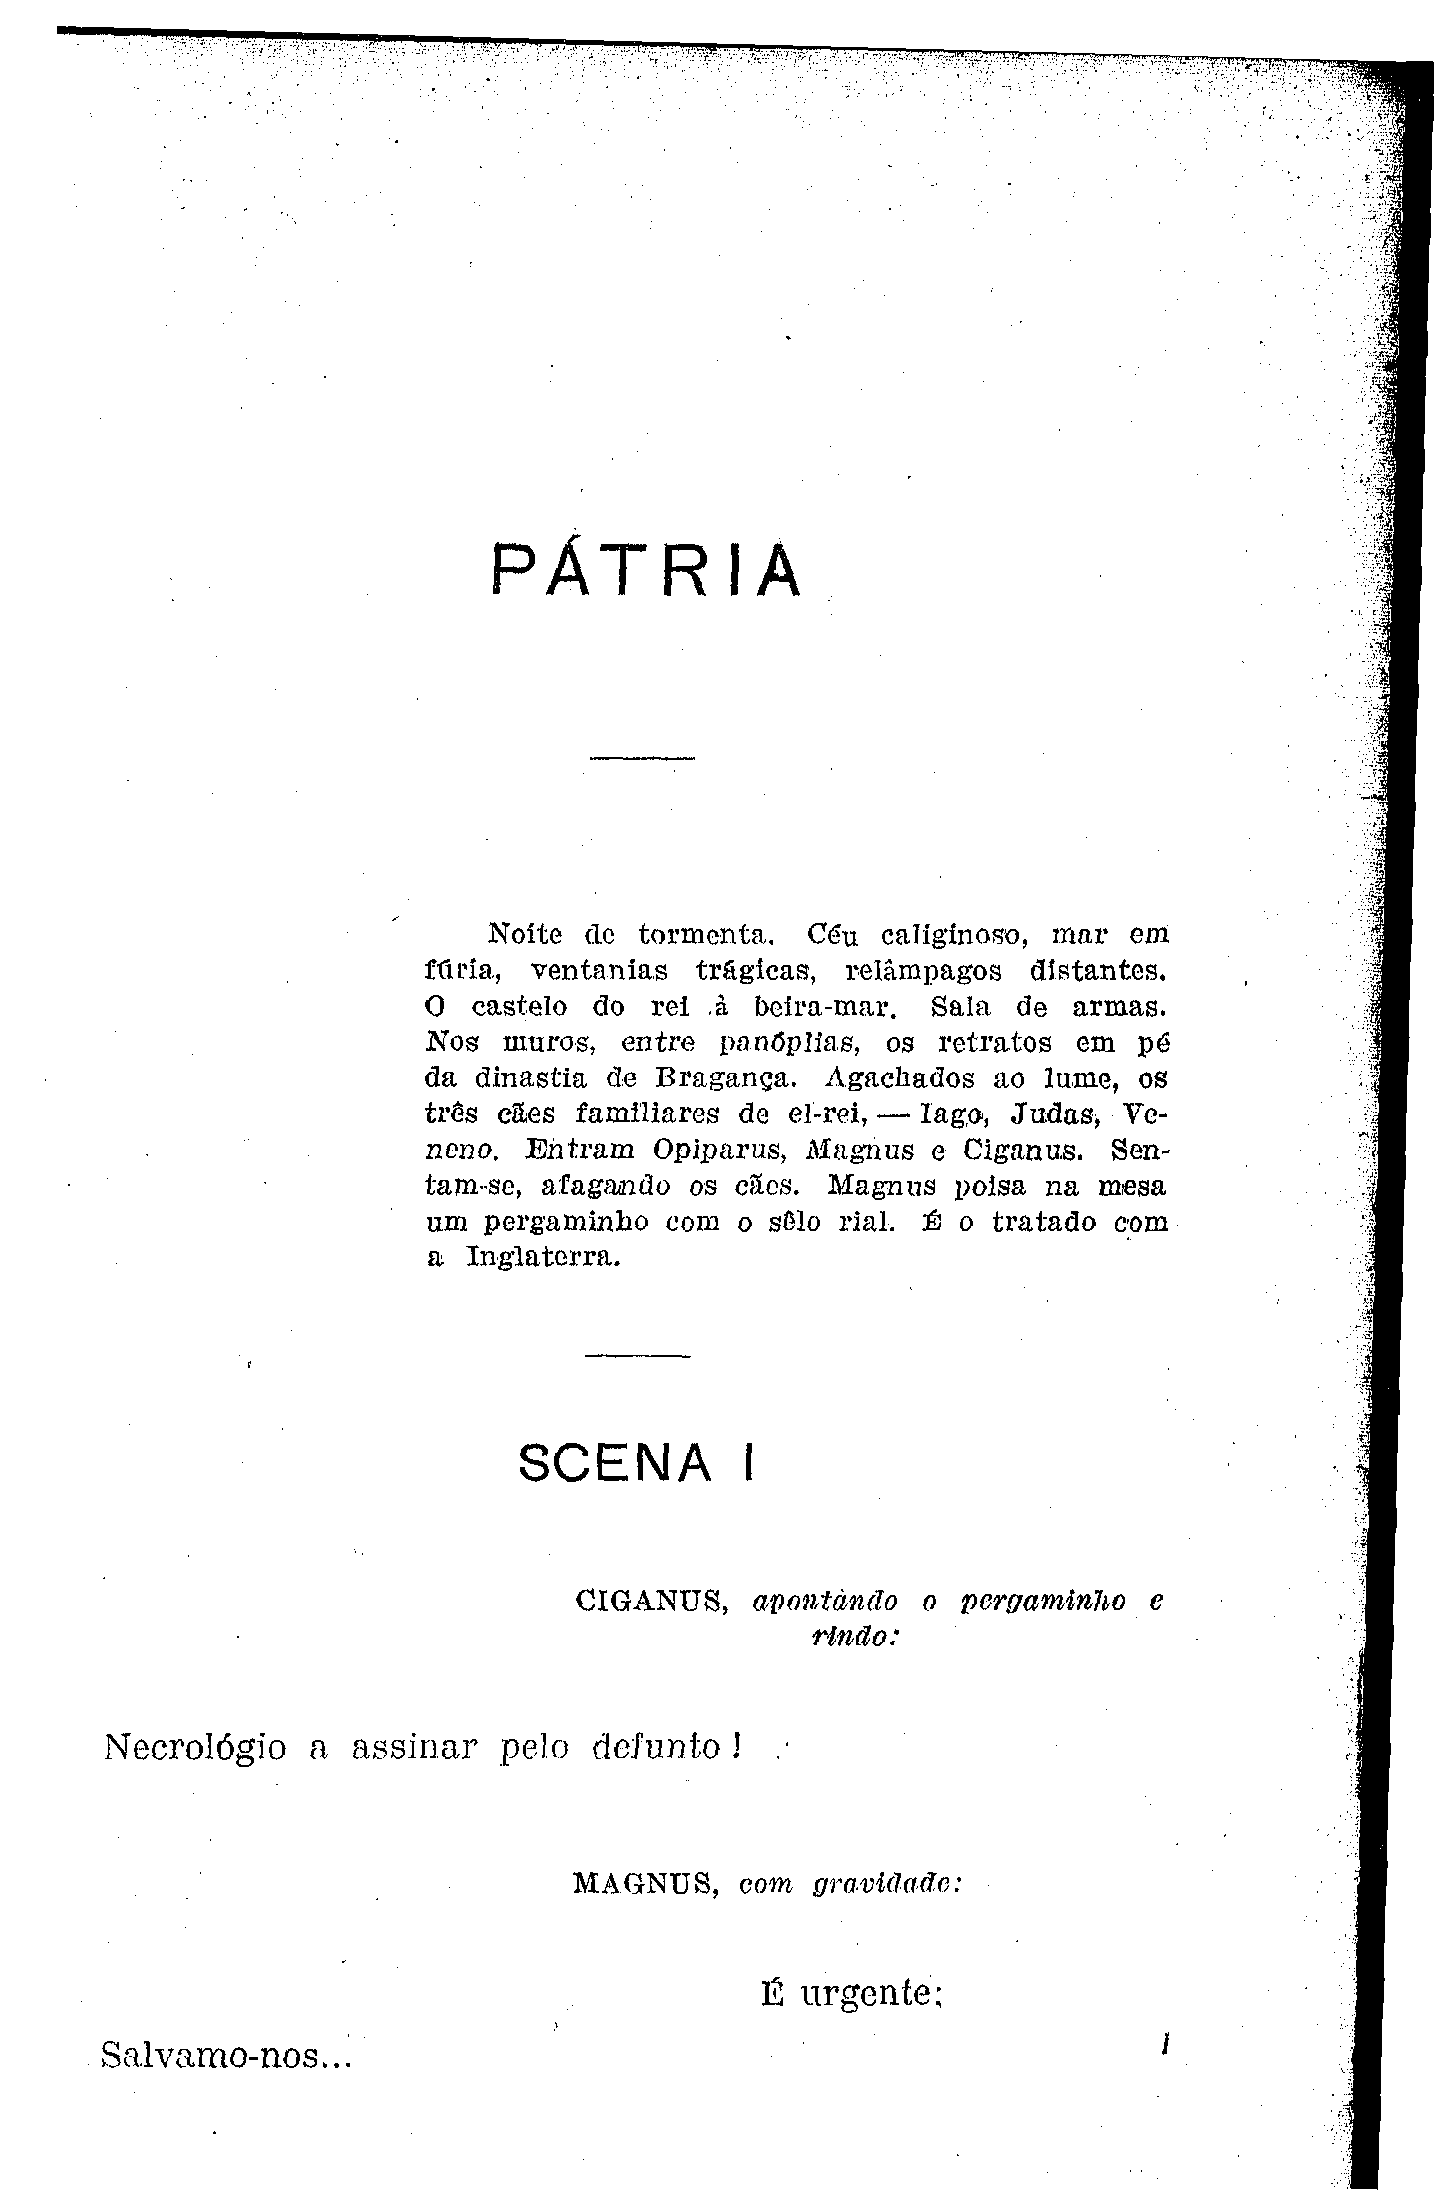 PÁTRIA
Noite de tormenta. Céu caliginoso, mar em
fúria, ventanias trágicas, relâmpagos distantes.
O castelo do rei à beira-mar. Sala de armas.
Nos muros, entre panóplias, os retratos em pé
da dinastia de Bragança. Agachados ao lume, os
três cães familiares de el-rei, — Iago, Judas, Ve-
neno. Entram Opiparus, Magnus e Ciganus. Sen-
tam-se, afagando os cães. Magnus poisa na mesa
um pergaminho com o sêlo rial. É o tratado com
a Inglaterra.
SCENA I
CIGANUS, apontando o pergaminho e
rindo:
Necrológio a assinar pelo defunto!
MAGNUS, com gravidade:
É urgente;
Salvamo-nos...
1